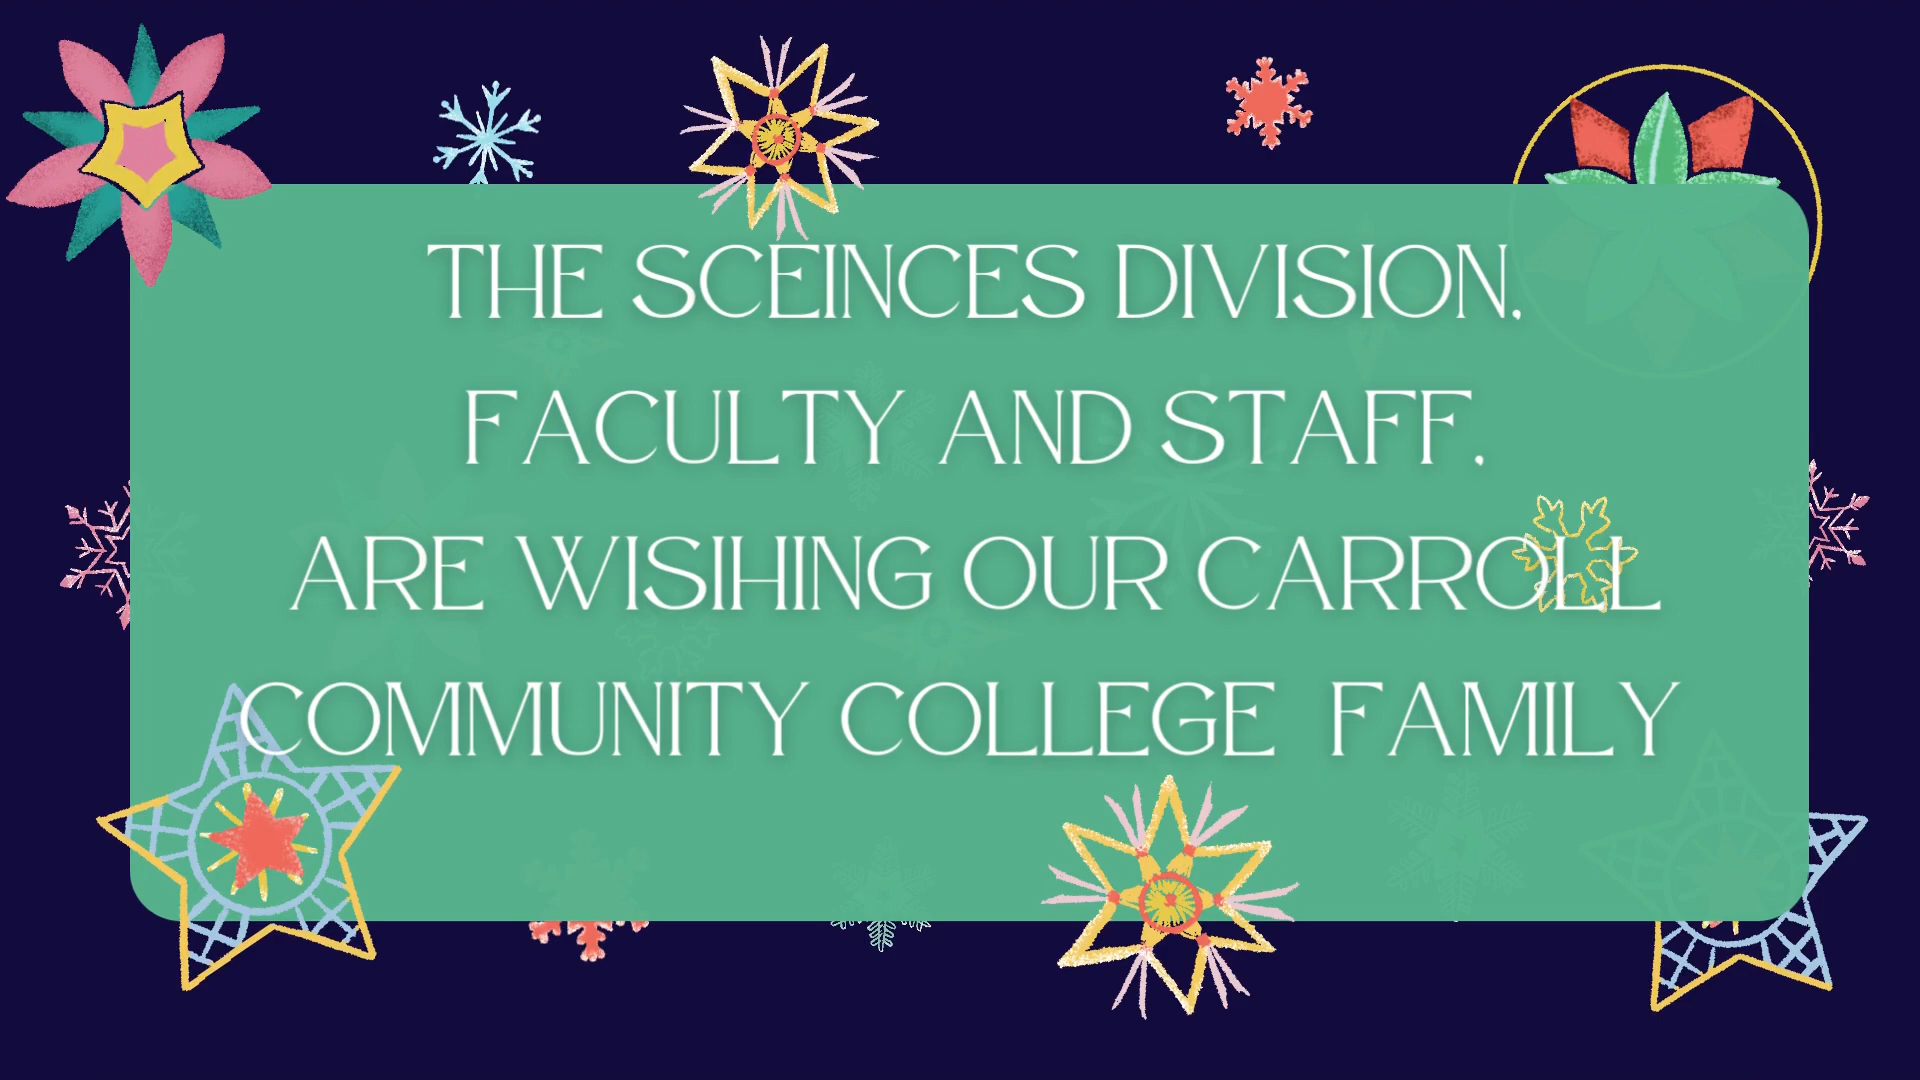 THE SCEINCES DIVISION,
FACULTY AND STAFF,
ARE WISIHING OUR CARROLL
COMMUNITY COLLEGE FAMILY